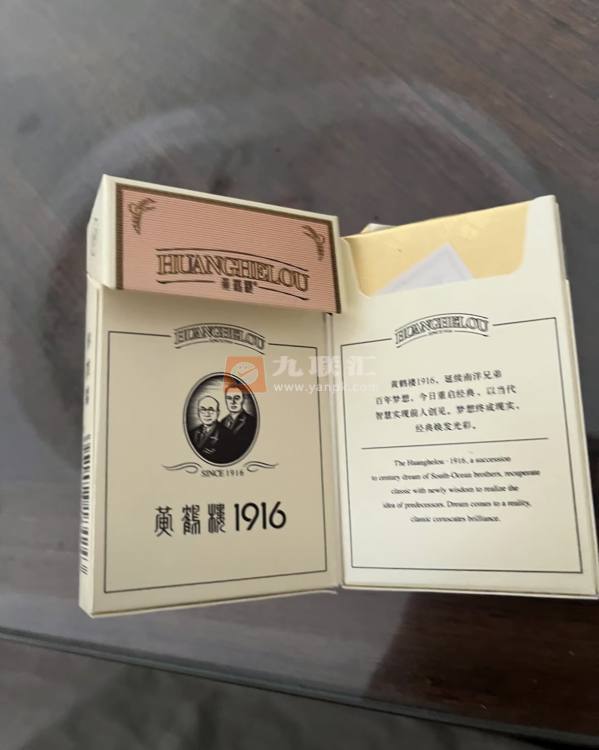 HUANGHELOU
黄鹤楼
HUANGHELOU
SINCE1916
九联汇
www.yanpk.com
SINCE 1916
黄鹤楼1916
HUANGHELOU
SINCE1916
黄鹤楼1916，延续南洋兄弟
百年梦想，今日重启经典，以当代
智慧实现前人创见。梦想终成现实，
经典焕发光彩。
The Huanghelou · 1916, a succession
to century dream of South-Ocean brothers, recuperate
classic with newly wisdom to realize the
idea of predecessors. Dream comes to a reality,
classic corruscates brilliance.